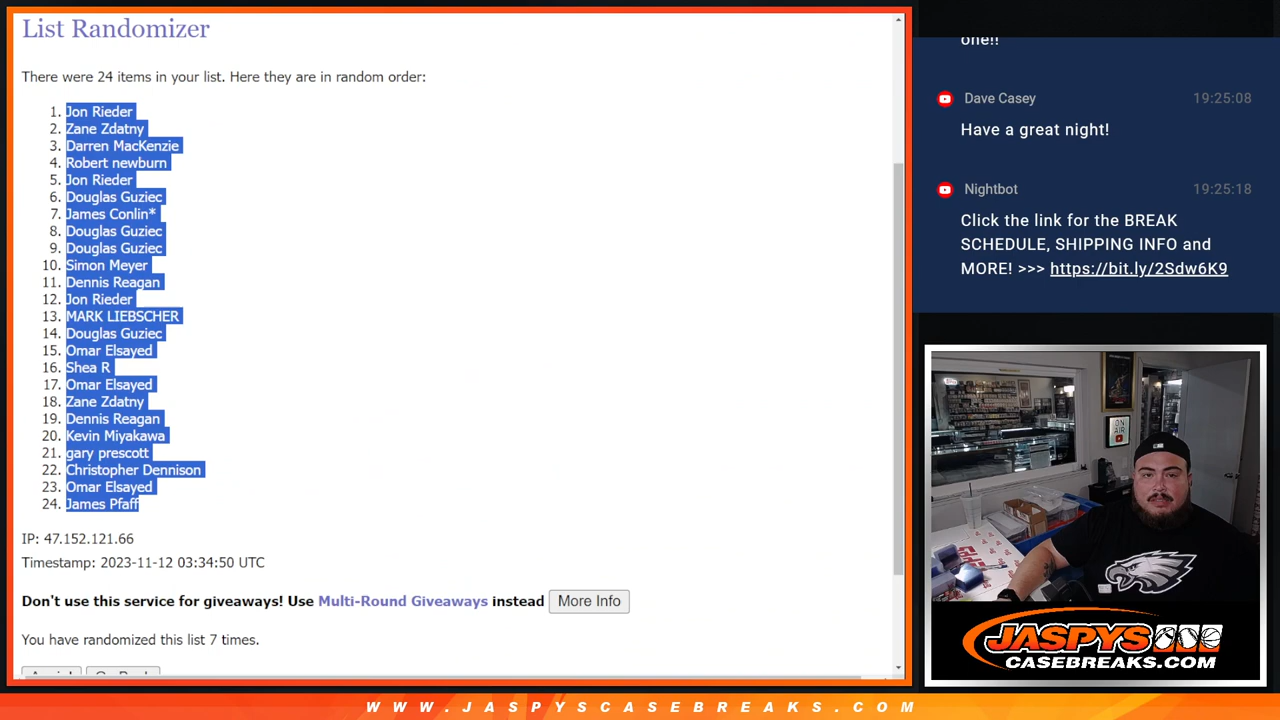 List Randomizer
There were 24 items in your list. Here they are in random order:
1. Jon Rieder
2. Zane Zdatny
3. Darren MacKenzie
4. Robert newburn
5. Jon Rieder
6. Douglas Guziec
7. James Conlin*
8. Douglas Guziec
9. Douglas Guziec
10. Simon Meyer
11. Dennis Reagan
12. Jon Rieder
13. MARK LIEBSCHER
14. Douglas Guziec
15. Omar Elsayed
16. Shea R
17. Omar Elsayed
18. Zane Zdatny
19. Dennis Reagan
20. Kevin Miyakawa
21. gary prescott
22. Christopher Dennison
23. Omar Elsayed
24. James Pfaff
IP: 47.152.121.66
Timestamp: 2023-11-12 03:34:50 UTC
Don't use this service for giveaways! Use Multi-Round Giveaways instead More Info
You have randomized this list 7 times.
one!!
Dave Casey 19:25:08
Have a great night!
Nightbot 19:25:18
Click the link for the BREAK
SCHEDULE, SHIPPING INFO and
MORE! >>> https://bit.ly/2Sdw6K9
ON
AIR
JASPYS
CASEBREAKS.COM
WWW.JASPYSCASEBREAKS.COM